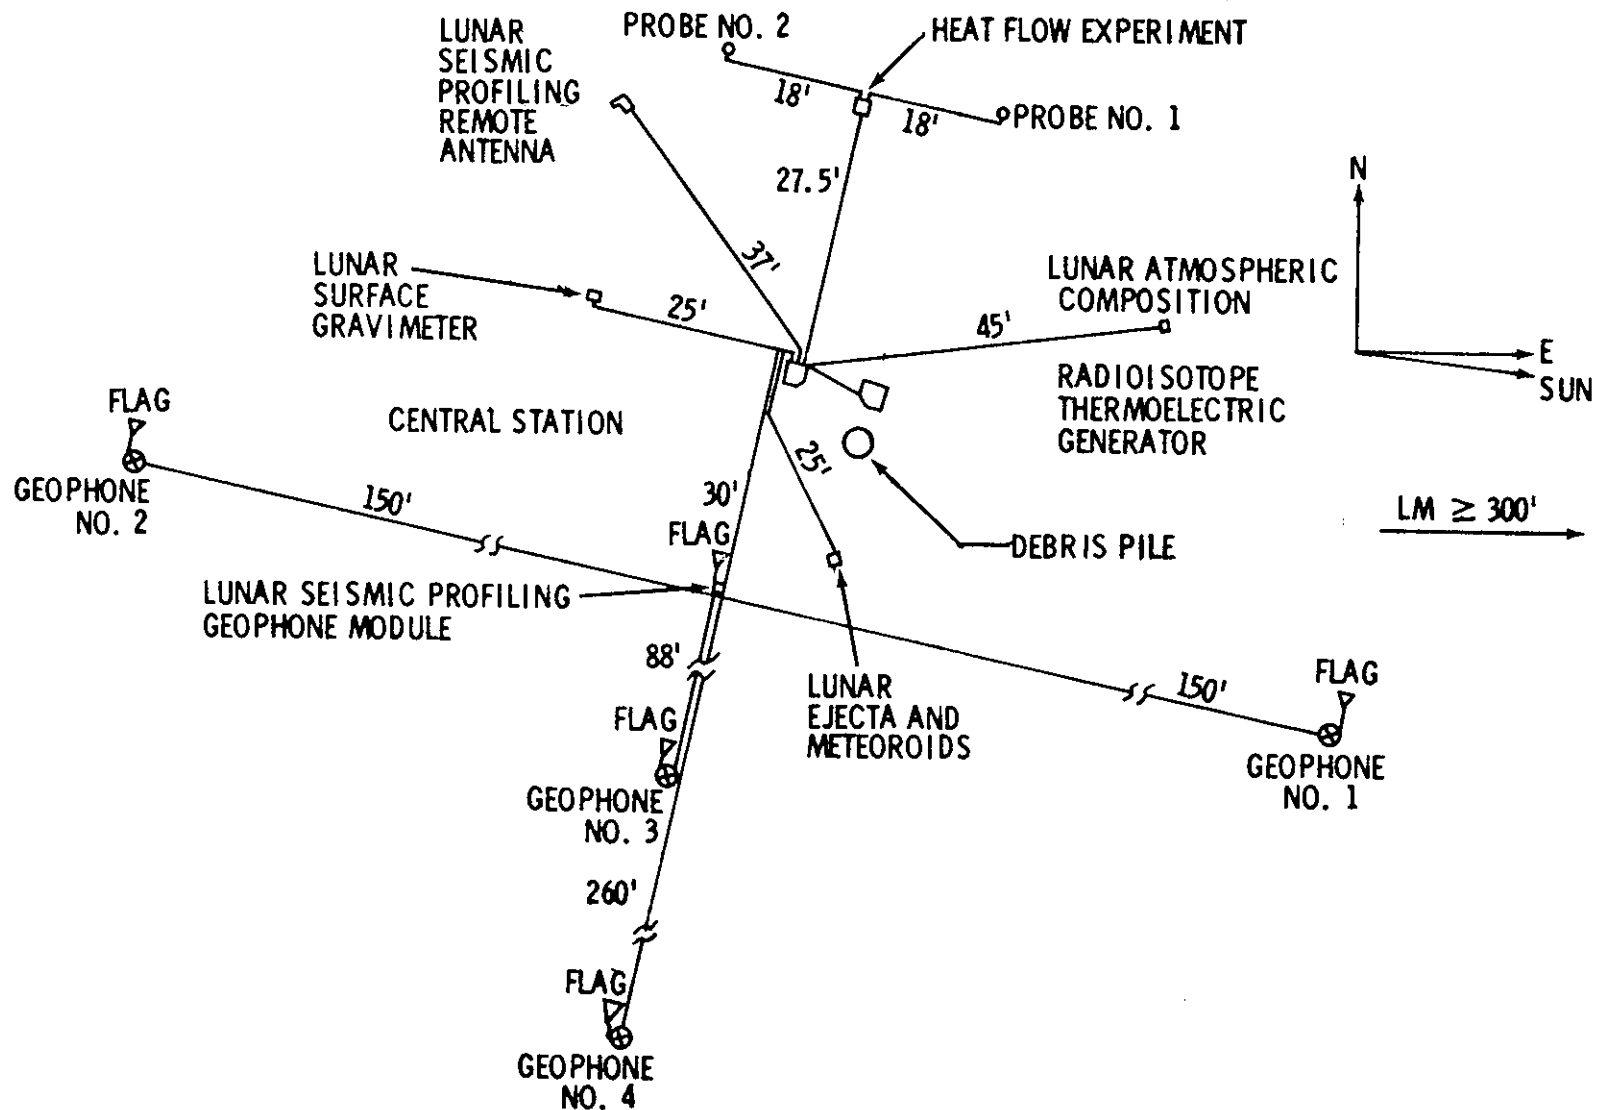 LUNAR
SEISMIC
PROFILING
REMOTE
ANTENNA
PROBE NO. 2
HEAT FLOW EXPERIMENT
18'
18'
PROBE NO. 1
27.5'
N
37'
LUNAR
SURFACE
GRAVIMETER
25'
LUNAR ATMOSPHERIC
COMPOSITION
45'
E
SUN
RADIOISOTOPE
THERMOELECTRIC
GENERATOR
FLAG
CENTRAL STATION
25'
GEOPHONE
NO. 2
150'
30'
FLAG
LM ≥ 300'
DEBRIS PILE
LUNAR SEISMIC PROFILING
GEOPHONE MODULE
88'
LUNAR
EJECTA AND
METEOROIDS
150'
FLAG
FLAG
GEOPHONE
NO. 1
GEOPHONE
NO. 3
260'
FLAG
GEOPHONE
NO. 4